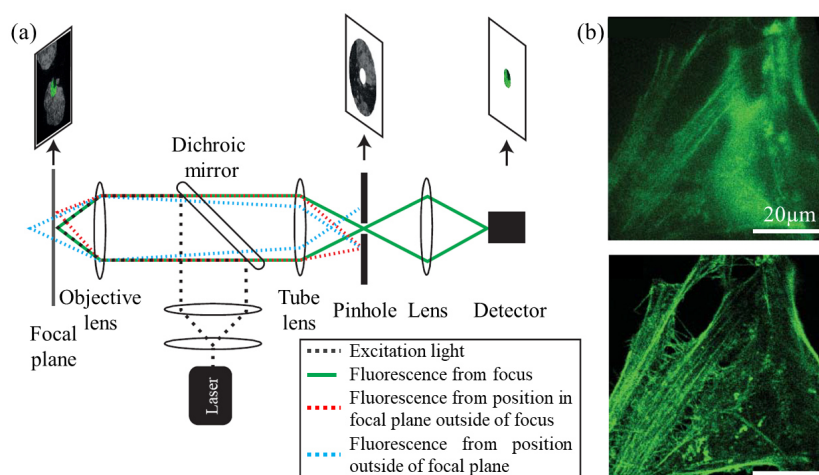 (a)
(b)
Dichroic
mirror
20µm
Objective
lens
Tube
lens
Pinhole
Lens
Detector
Focal
plane
Laser
Excitation light
Fluorescence from focus
Fluorescence from position in
focal plane outside of focus
Fluorescence from position
outside of focal plane